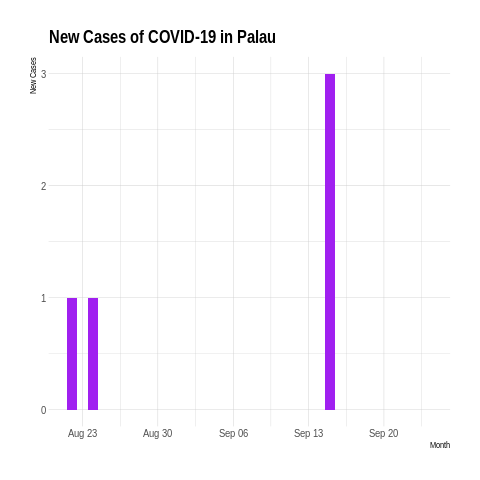 New Cases of COVID-19 in Palau
New Cases
3
2
1
0
Aug 23 Aug 30 Sep 06 Sep 13 Sep 20
Month